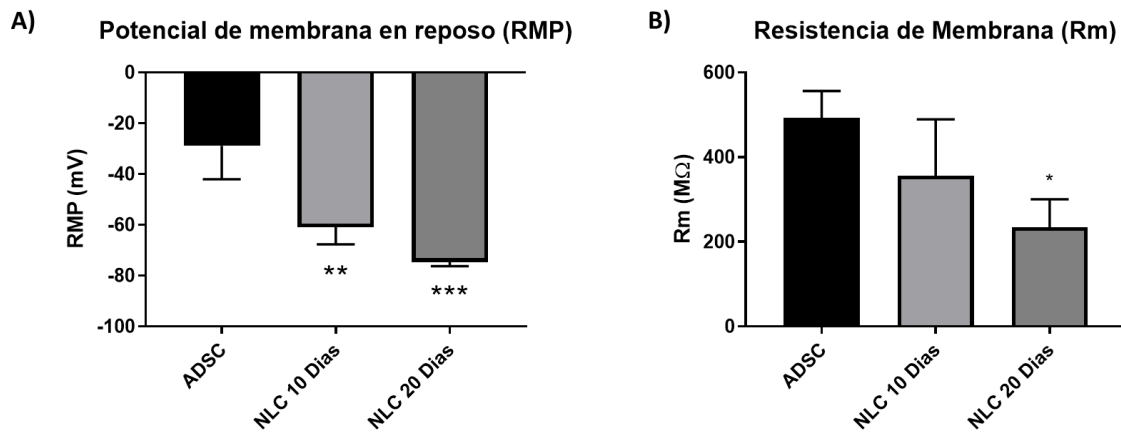 A)
Potencial de membrana en reposo (RMP)
RMP (mV)
0
-20
-40
-60
-80
-100
**
***
ADSC
NLC 10 Dias
NLC 20 Dias
B)
Resistencia de Membrana (Rm)
Rm (MΩ)
600
400
200
0
*
ADSC
NLC 10 Dias
NLC 20 Dias